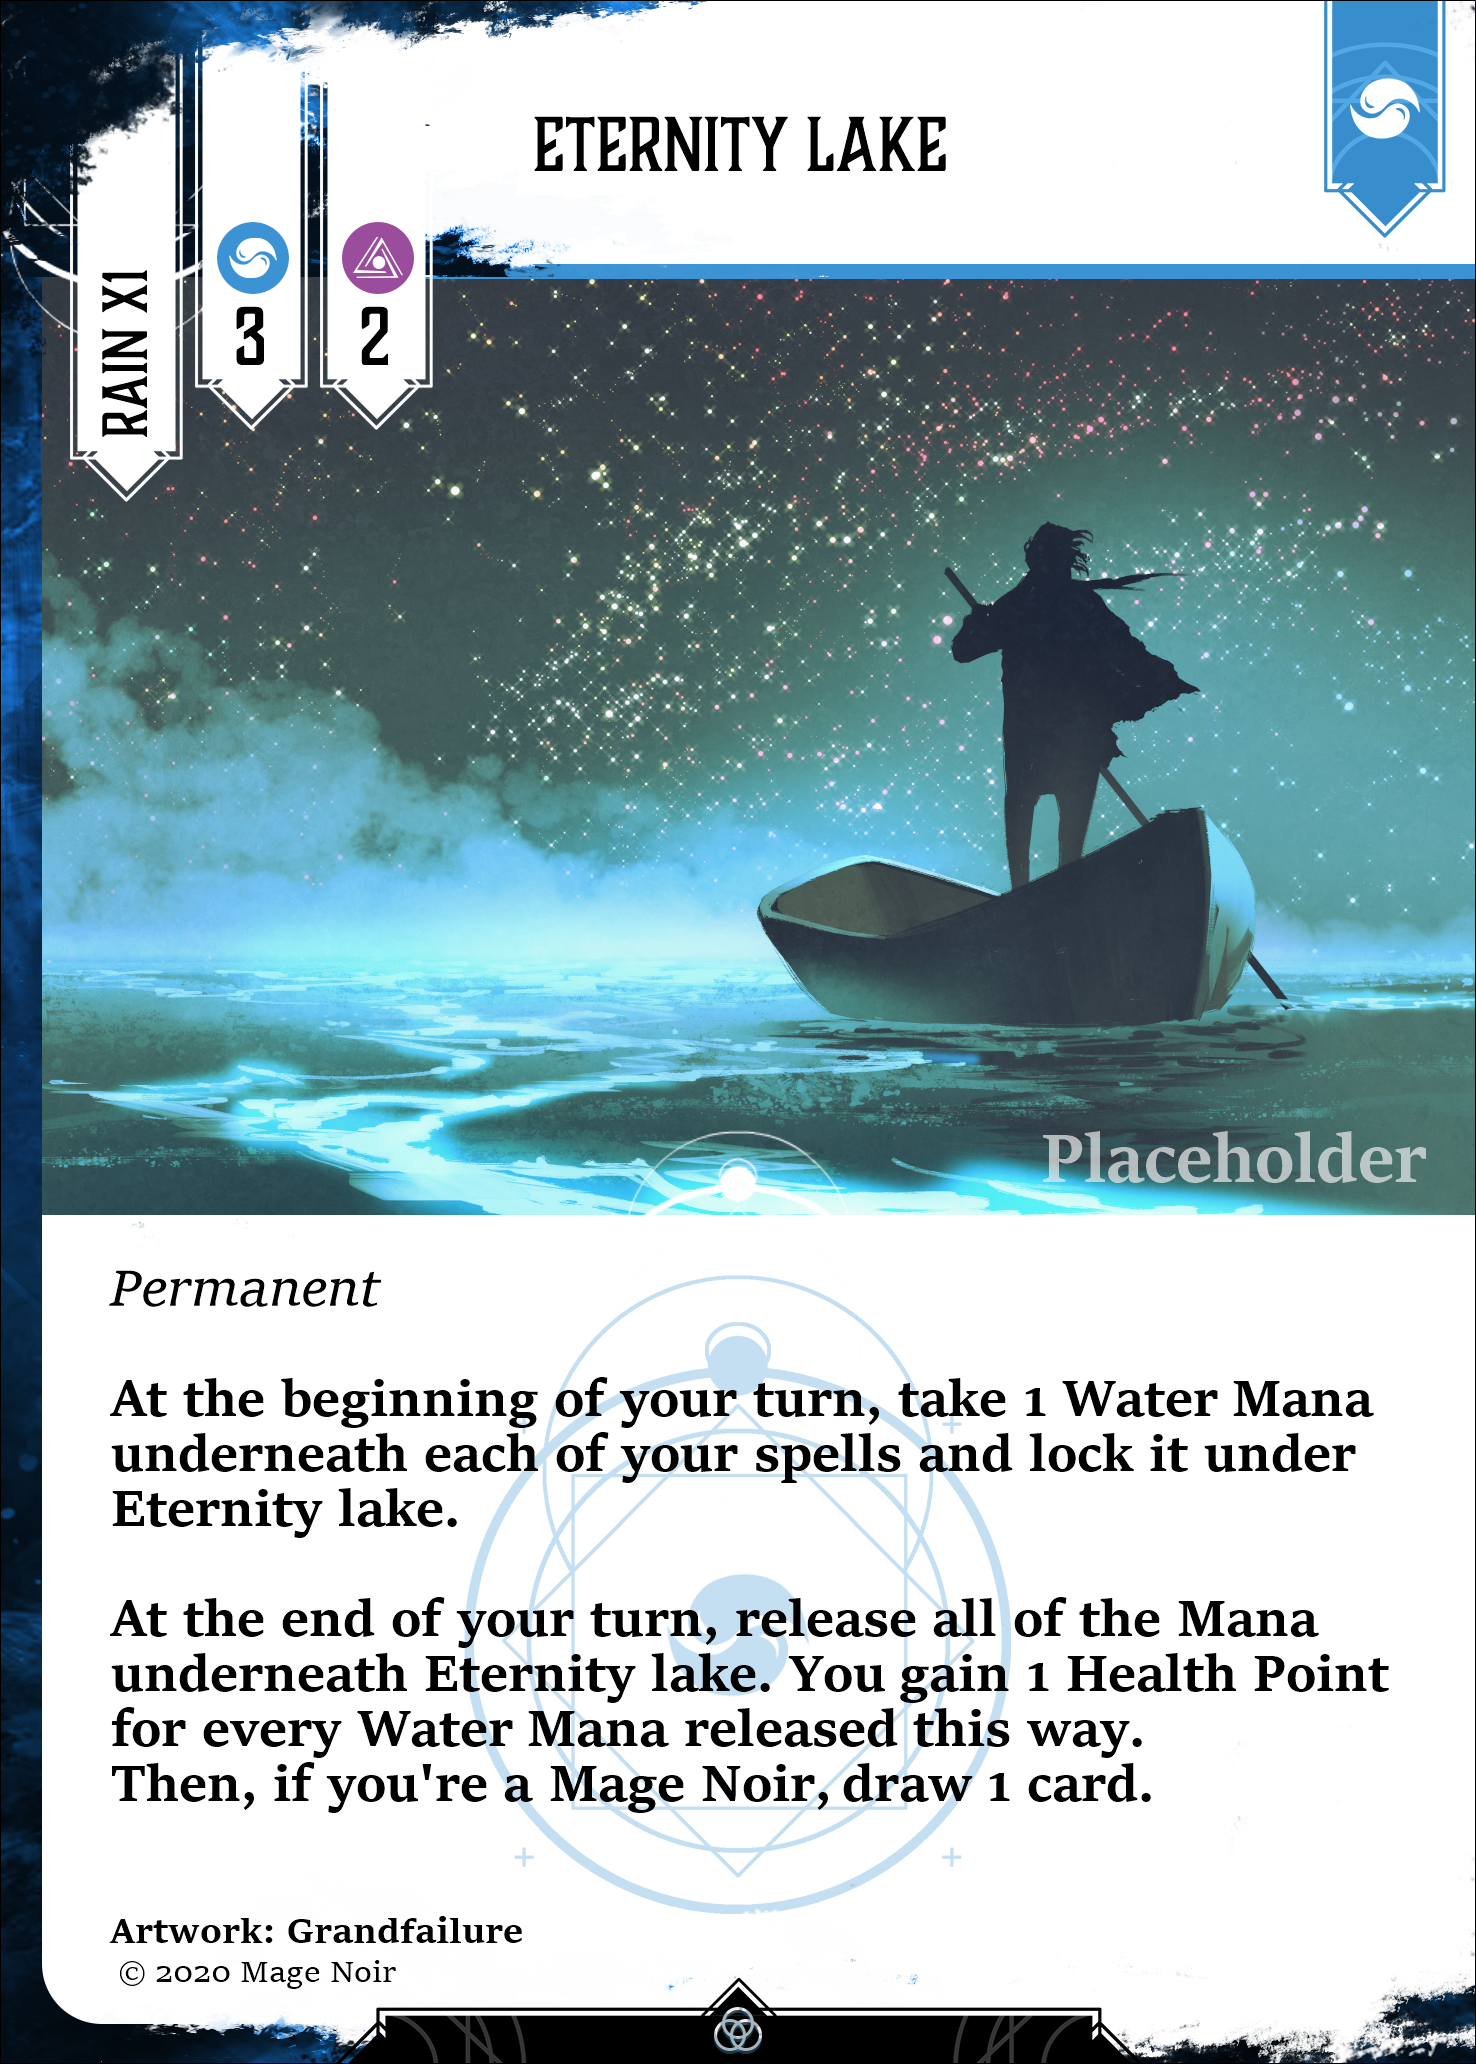 ETERNITY LAKE
RAIN X1
3
2
Placeholder
Permanent
At the beginning of your turn, take 1 Water Mana
underneath each of your spells and lock it under
Eternity lake.
At the end of your turn, release all of the Mana
underneath Eternity lake. You gain 1 Health Point
for every Water Mana released this way.
Then, if you're a Mage Noir, draw 1 card.
Artwork: Grandfailure
© 2020 Mage Noir